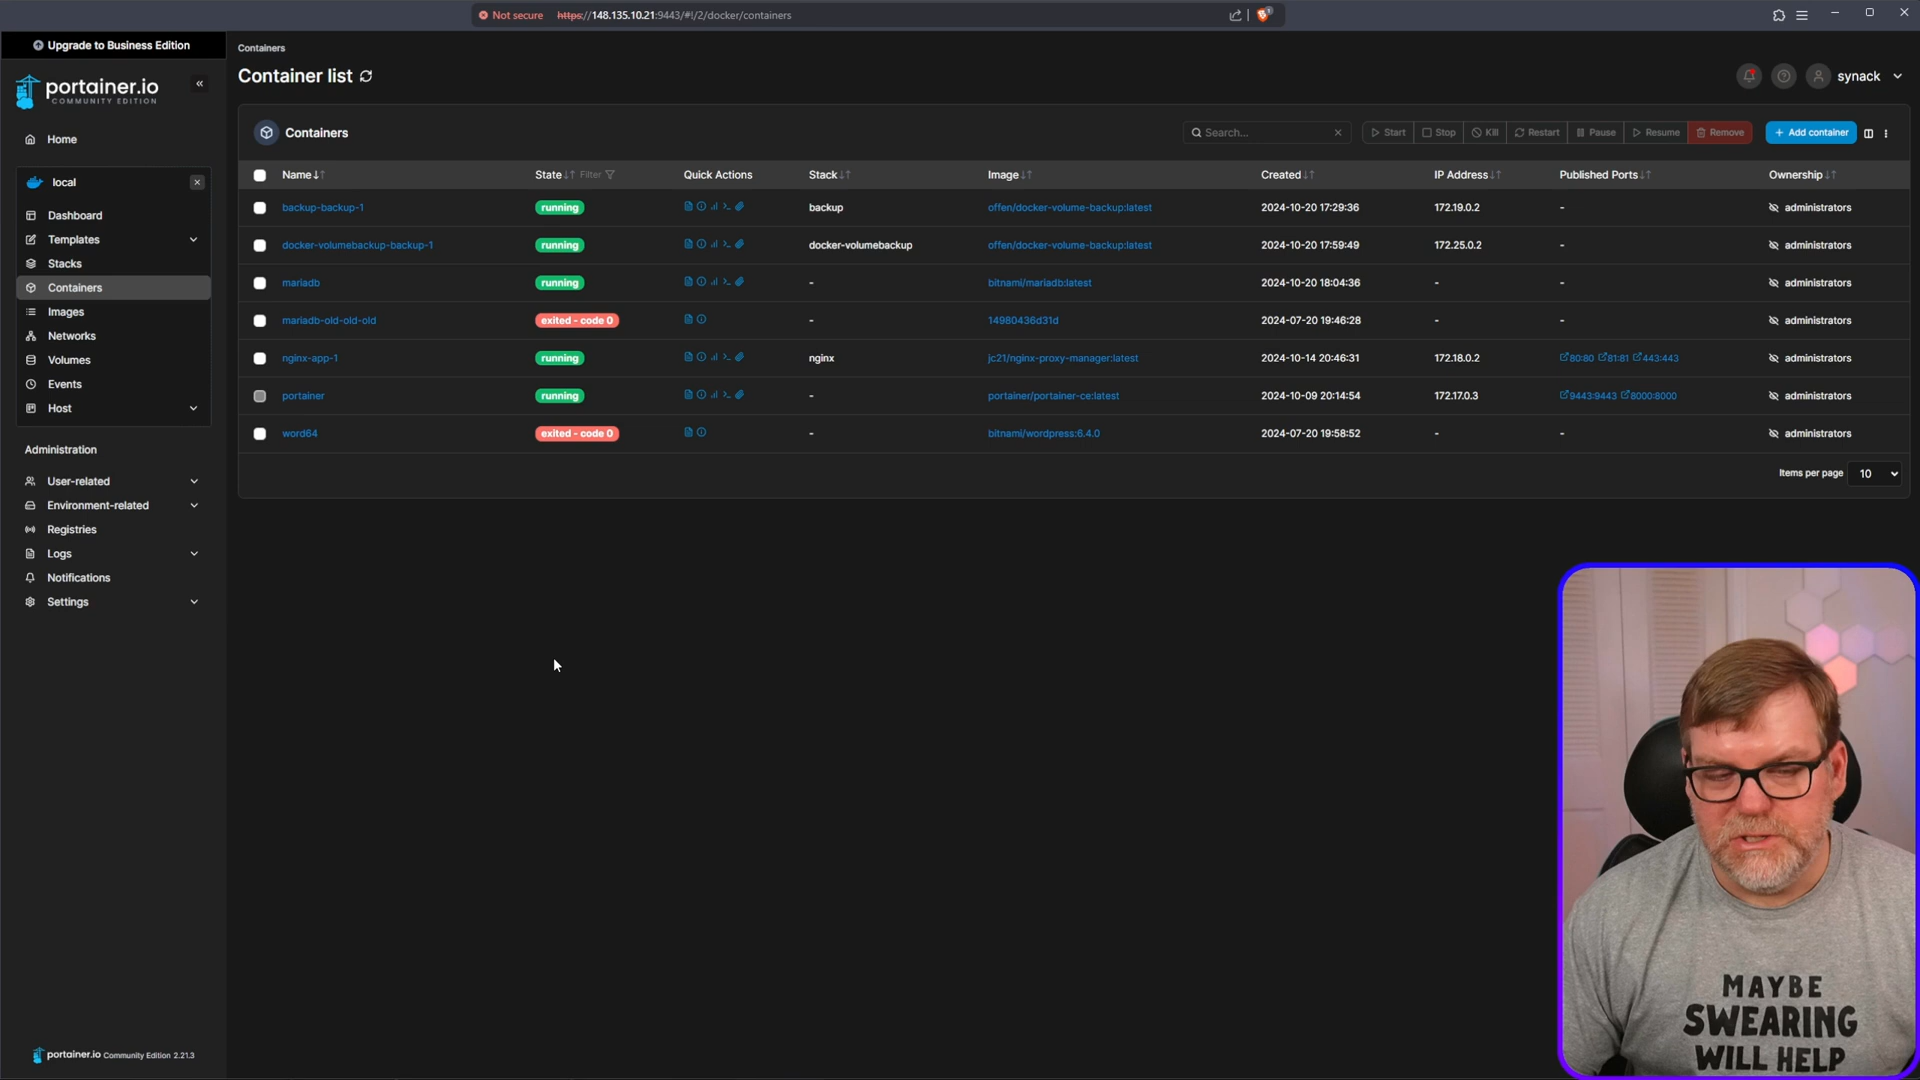 Not secure https://148.135.10.21:9443/#!/2/docker/containers
Upgrade to Business Edition
portainer.io
COMMUNITY EDITION
Home
local
Dashboard
Templates
Stacks
Containers
Images
Networks
Volumes
Events
Host
Administration
User-related
Environment-related
Registries
Logs
Notifications
Settings
portainer.io Community Edition 2.21.3
Containers
Container list
synack
Containers
Search... Start Stop Kill Restart Pause Resume Remove + Add container
Name State Filter Quick Actions Stack Image Created IP Address Published Ports Ownership
backup-backup-1 running backup offen/docker-volume-backup:latest 2024-10-20 17:29:36 172.19.0.2 - administrators
docker-volumebackup-backup-1 running docker-volumebackup offen/docker-volume-backup:latest 2024-10-20 17:59:49 172.25.0.2 - administrators
mariadb running - bitnami/mariadb:latest 2024-10-20 18:04:36 - - administrators
mariadb-old-old-old exited - code 0 - 14980436d31d 2024-07-20 19:46:28 - - administrators
nginx-app-1 running nginx jc21/nginx-proxy-manager:latest 2024-10-14 20:46:31 172.18.0.2 80:80 81:81 443:443 administrators
portainer running - portainer/portainer-ce:latest 2024-10-09 20:14:54 172.17.0.3 9443:9443 8000:8000 administrators
word64 exited - code 0 - bitnami/wordpress:6.4.0 2024-07-20 19:58:52 - - administrators
Items per page 10
MAYBE
SWEARING
WILL HELP